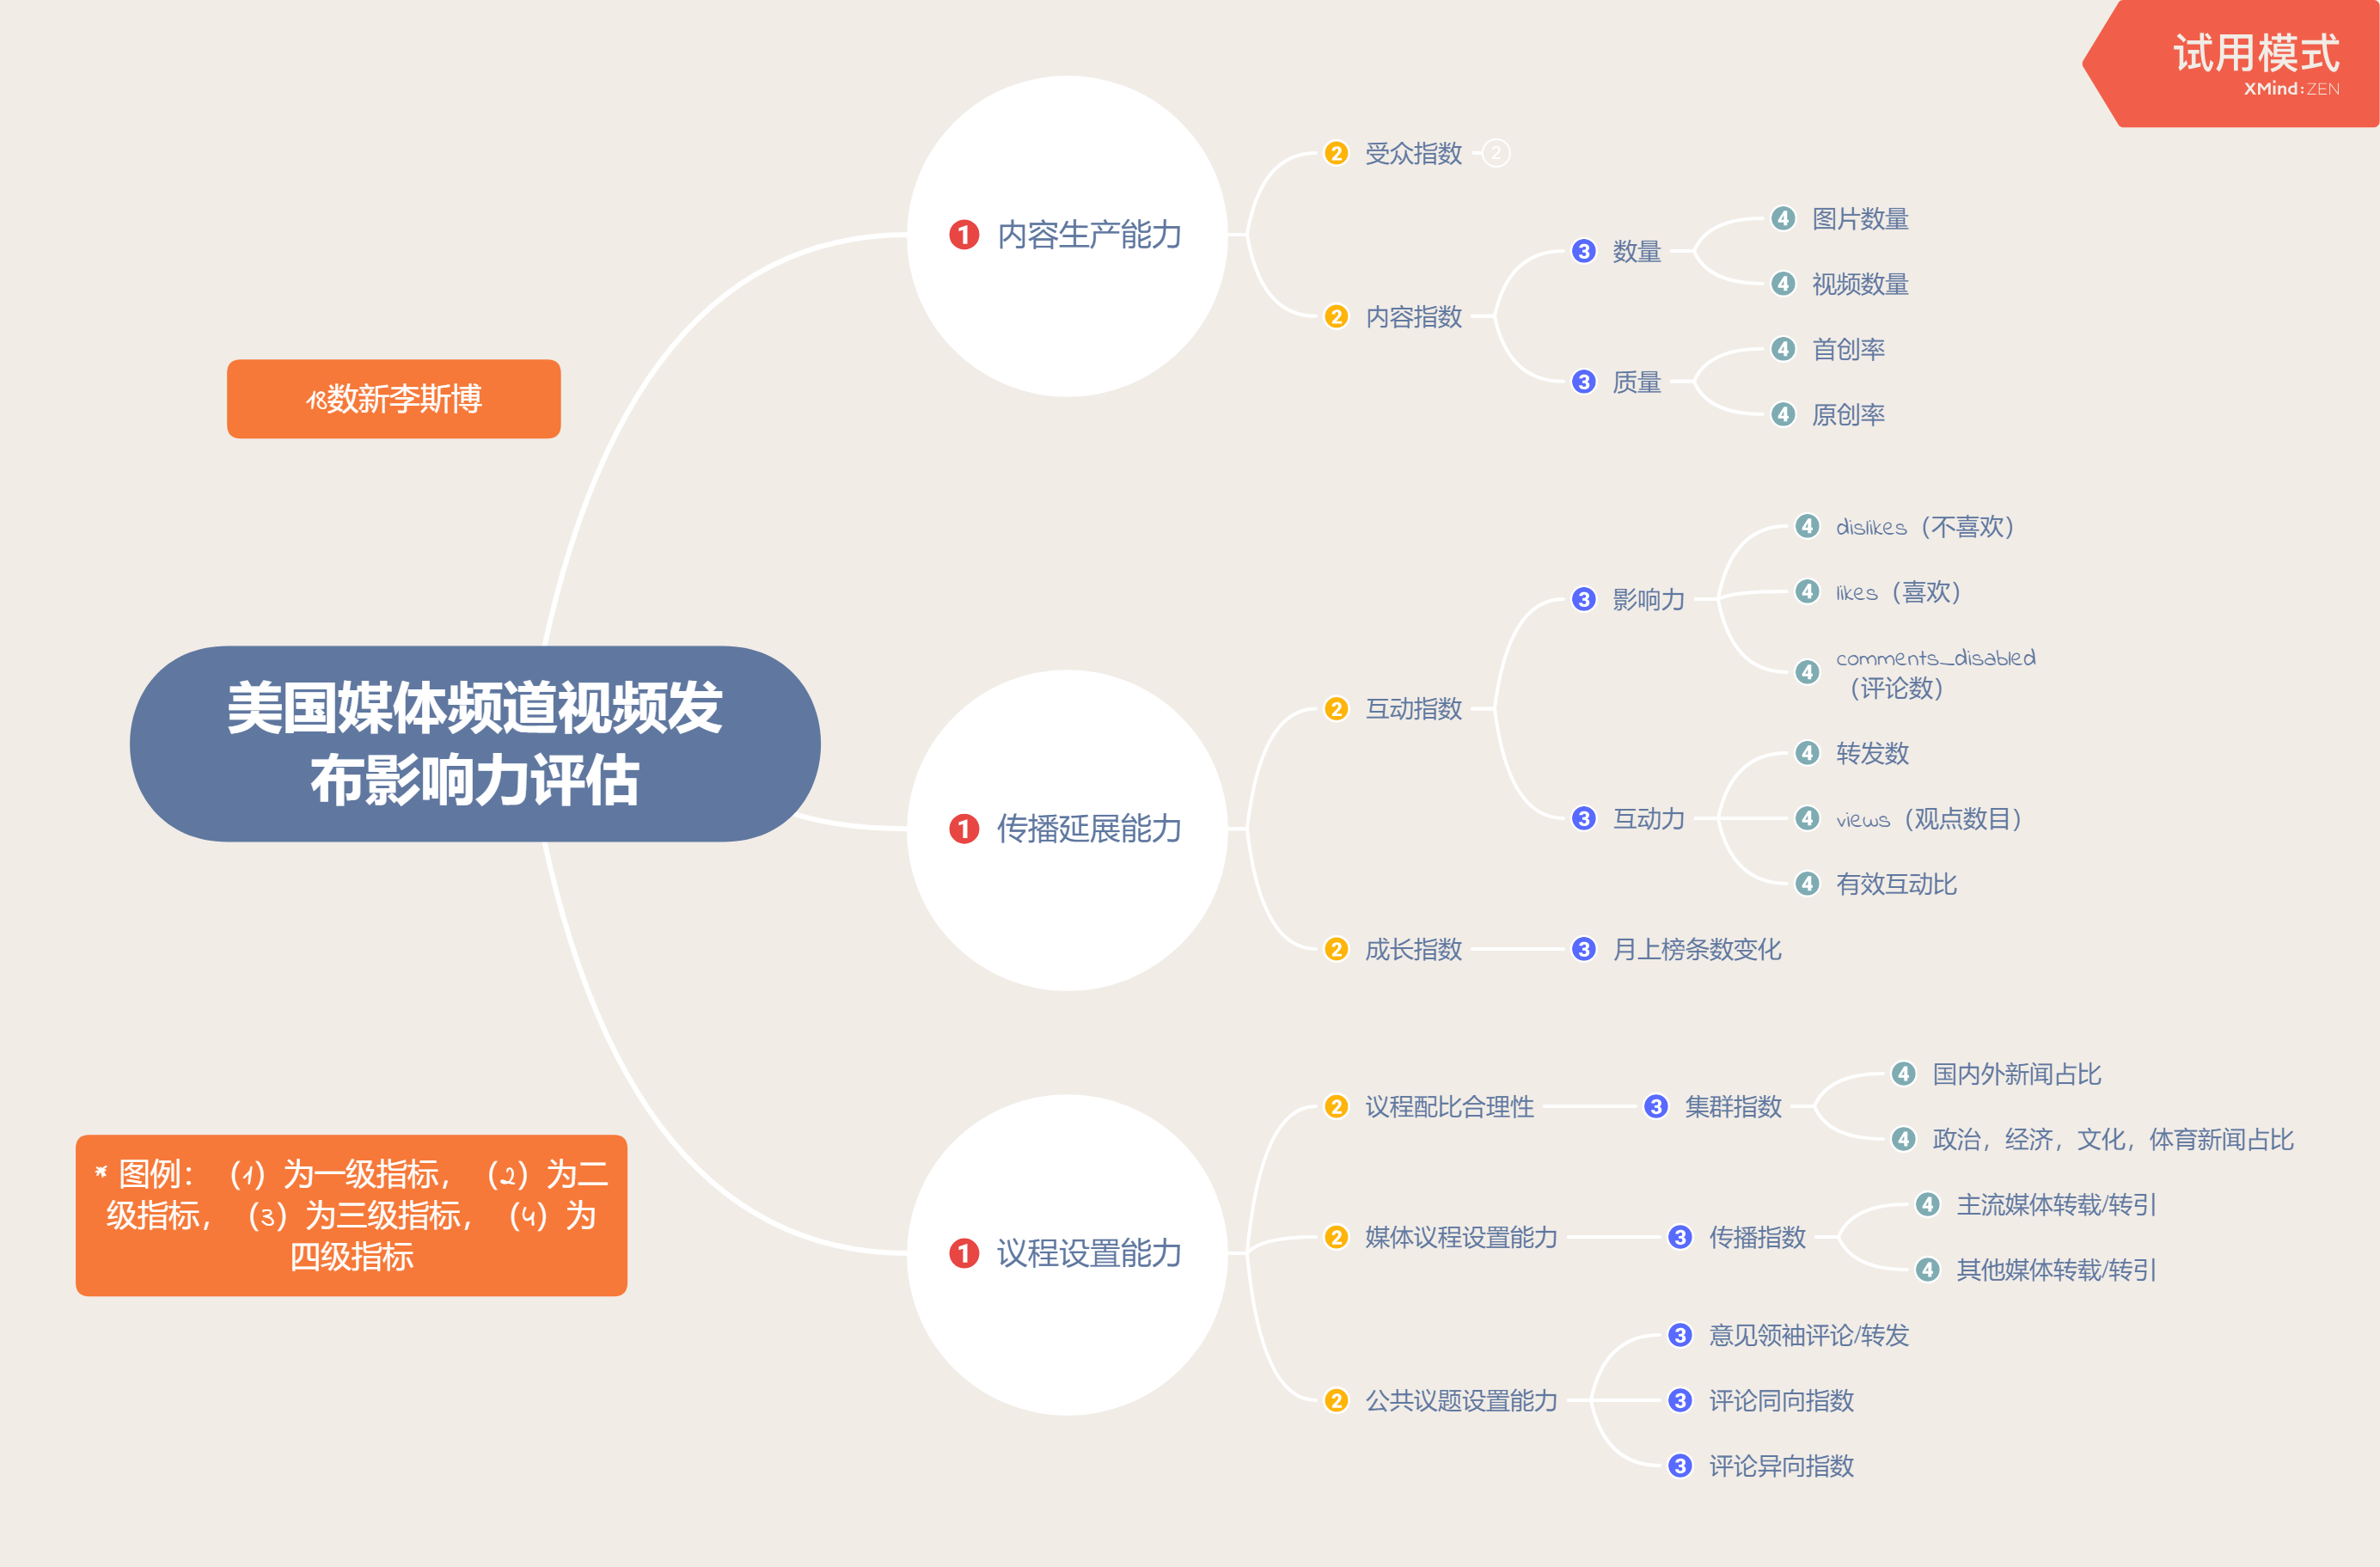 试用模式
XMind:ZEN
18数新李斯博
美国媒体频道视频发
布影响力评估
* 图例：（1）为一级指标，（2）为二
级指标，（3）为三级指标，（4）为
四级指标
1 内容生产能力
2 受众指数 2
2 内容指数
3 数量
4 图片数量
4 视频数量
3 质量
4 首创率
4 原创率
1 传播延展能力
2 互动指数
3 影响力
4 dislikes（不喜欢）
4 likes（喜欢）
4 comments_disabled
（评论数）
3 互动力
4 转发数
4 views（观点数目）
4 有效互动比
2 成长指数
3 月上榜条数变化
1 议程设置能力
2 议程配比合理性
3 集群指数
4 国内外新闻占比
4 政治，经济，文化，体育新闻占比
2 媒体议程设置能力
3 传播指数
4 主流媒体转载/转引
4 其他媒体转载/转引
2 公共议题设置能力
3 意见领袖评论/转发
3 评论同向指数
3 评论异向指数